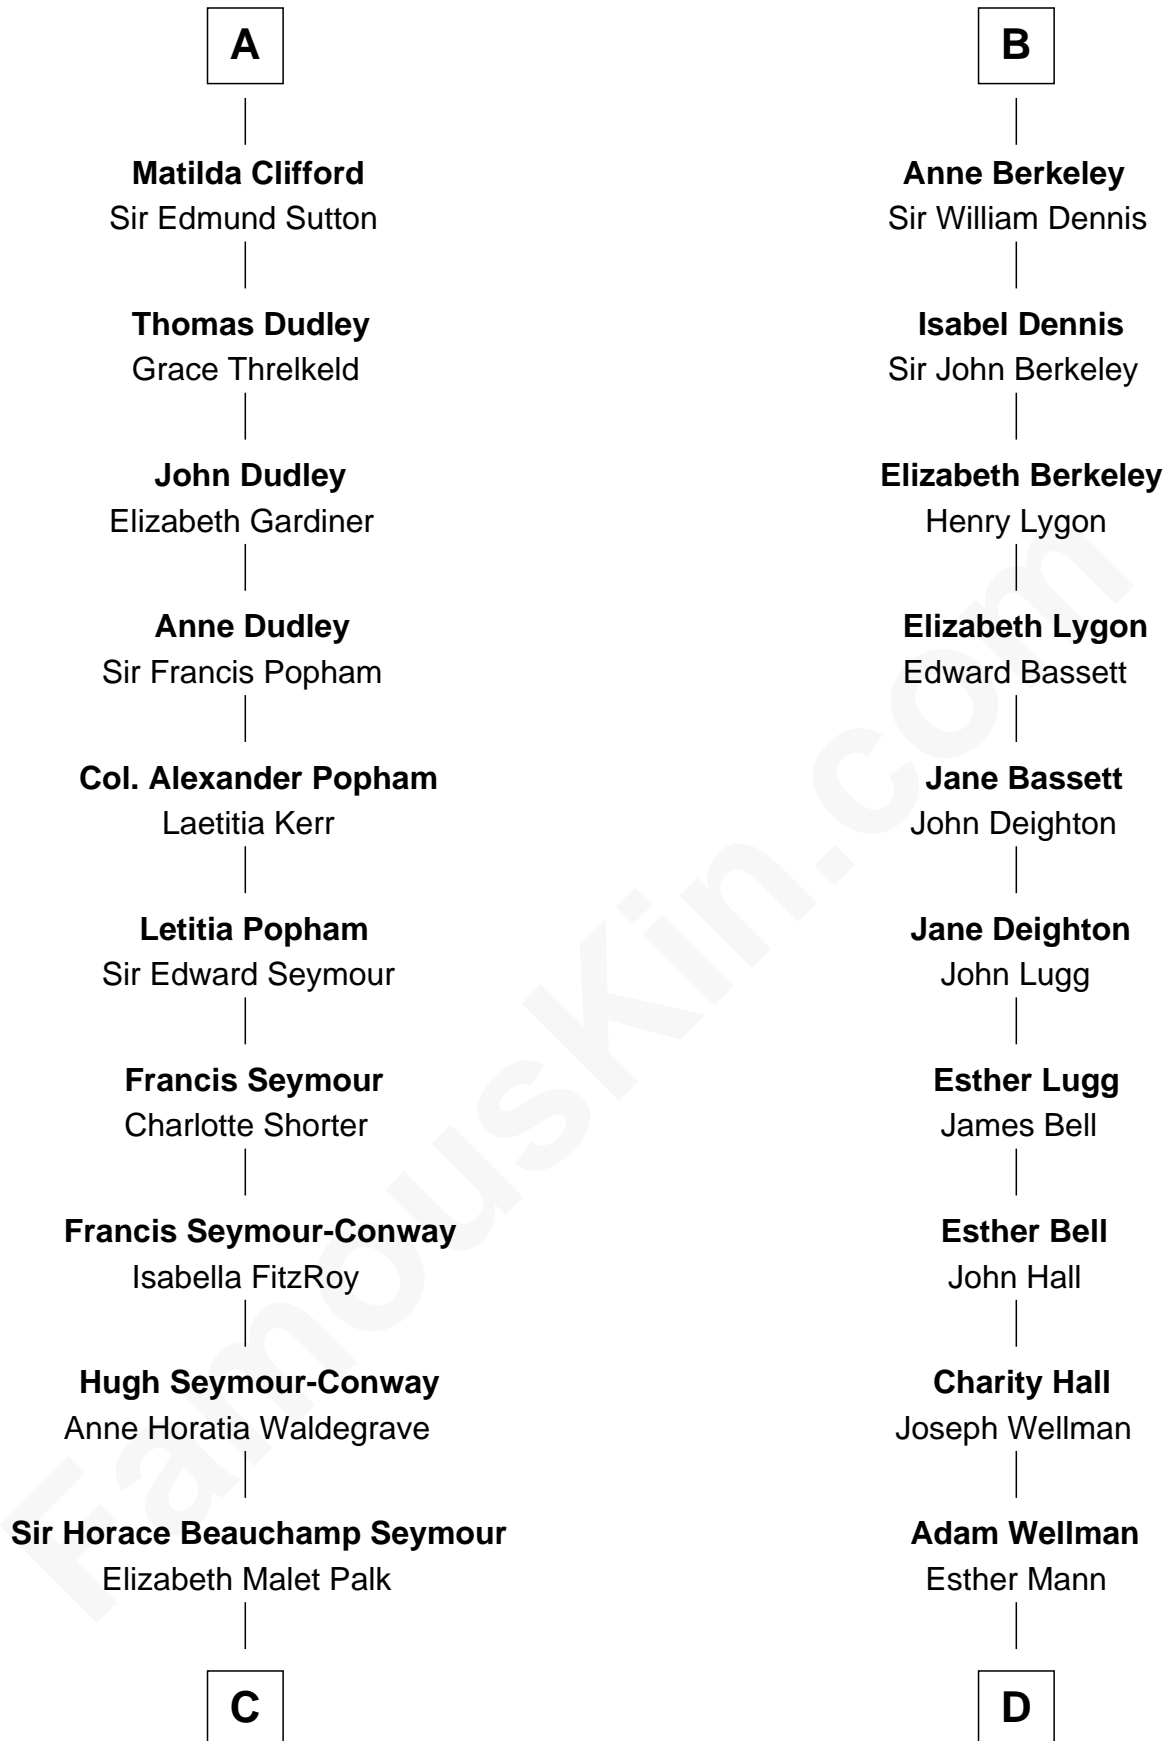 A
Matilda Clifford
Sir Edmund Sutton
Thomas Dudley
Grace Threlkeld
John Dudley
Elizabeth Gardiner
Anne Dudley
Sir Francis Popham
Col. Alexander Popham
Laetitia Kerr
Letitia Popham
Sir Edward Seymour
Francis Seymour
Charlotte Shorter
Francis Seymour-Conway
Isabella FitzRoy
Hugh Seymour-Conway
Anne Horatia Waldegrave
Sir Horace Beauchamp Seymour
Elizabeth Malet Palk
C
B
Anne Berkeley
Sir William Dennis
Isabel Dennis
Sir John Berkeley
Elizabeth Berkeley
Henry Lygon
Elizabeth Lygon
Edward Bassett
Jane Bassett
John Deighton
Jane Deighton
John Lugg
Esther Lugg
James Bell
Esther Bell
John Hall
Charity Hall
Joseph Wellman
Adam Wellman
Esther Mann
D
FamousKin.com